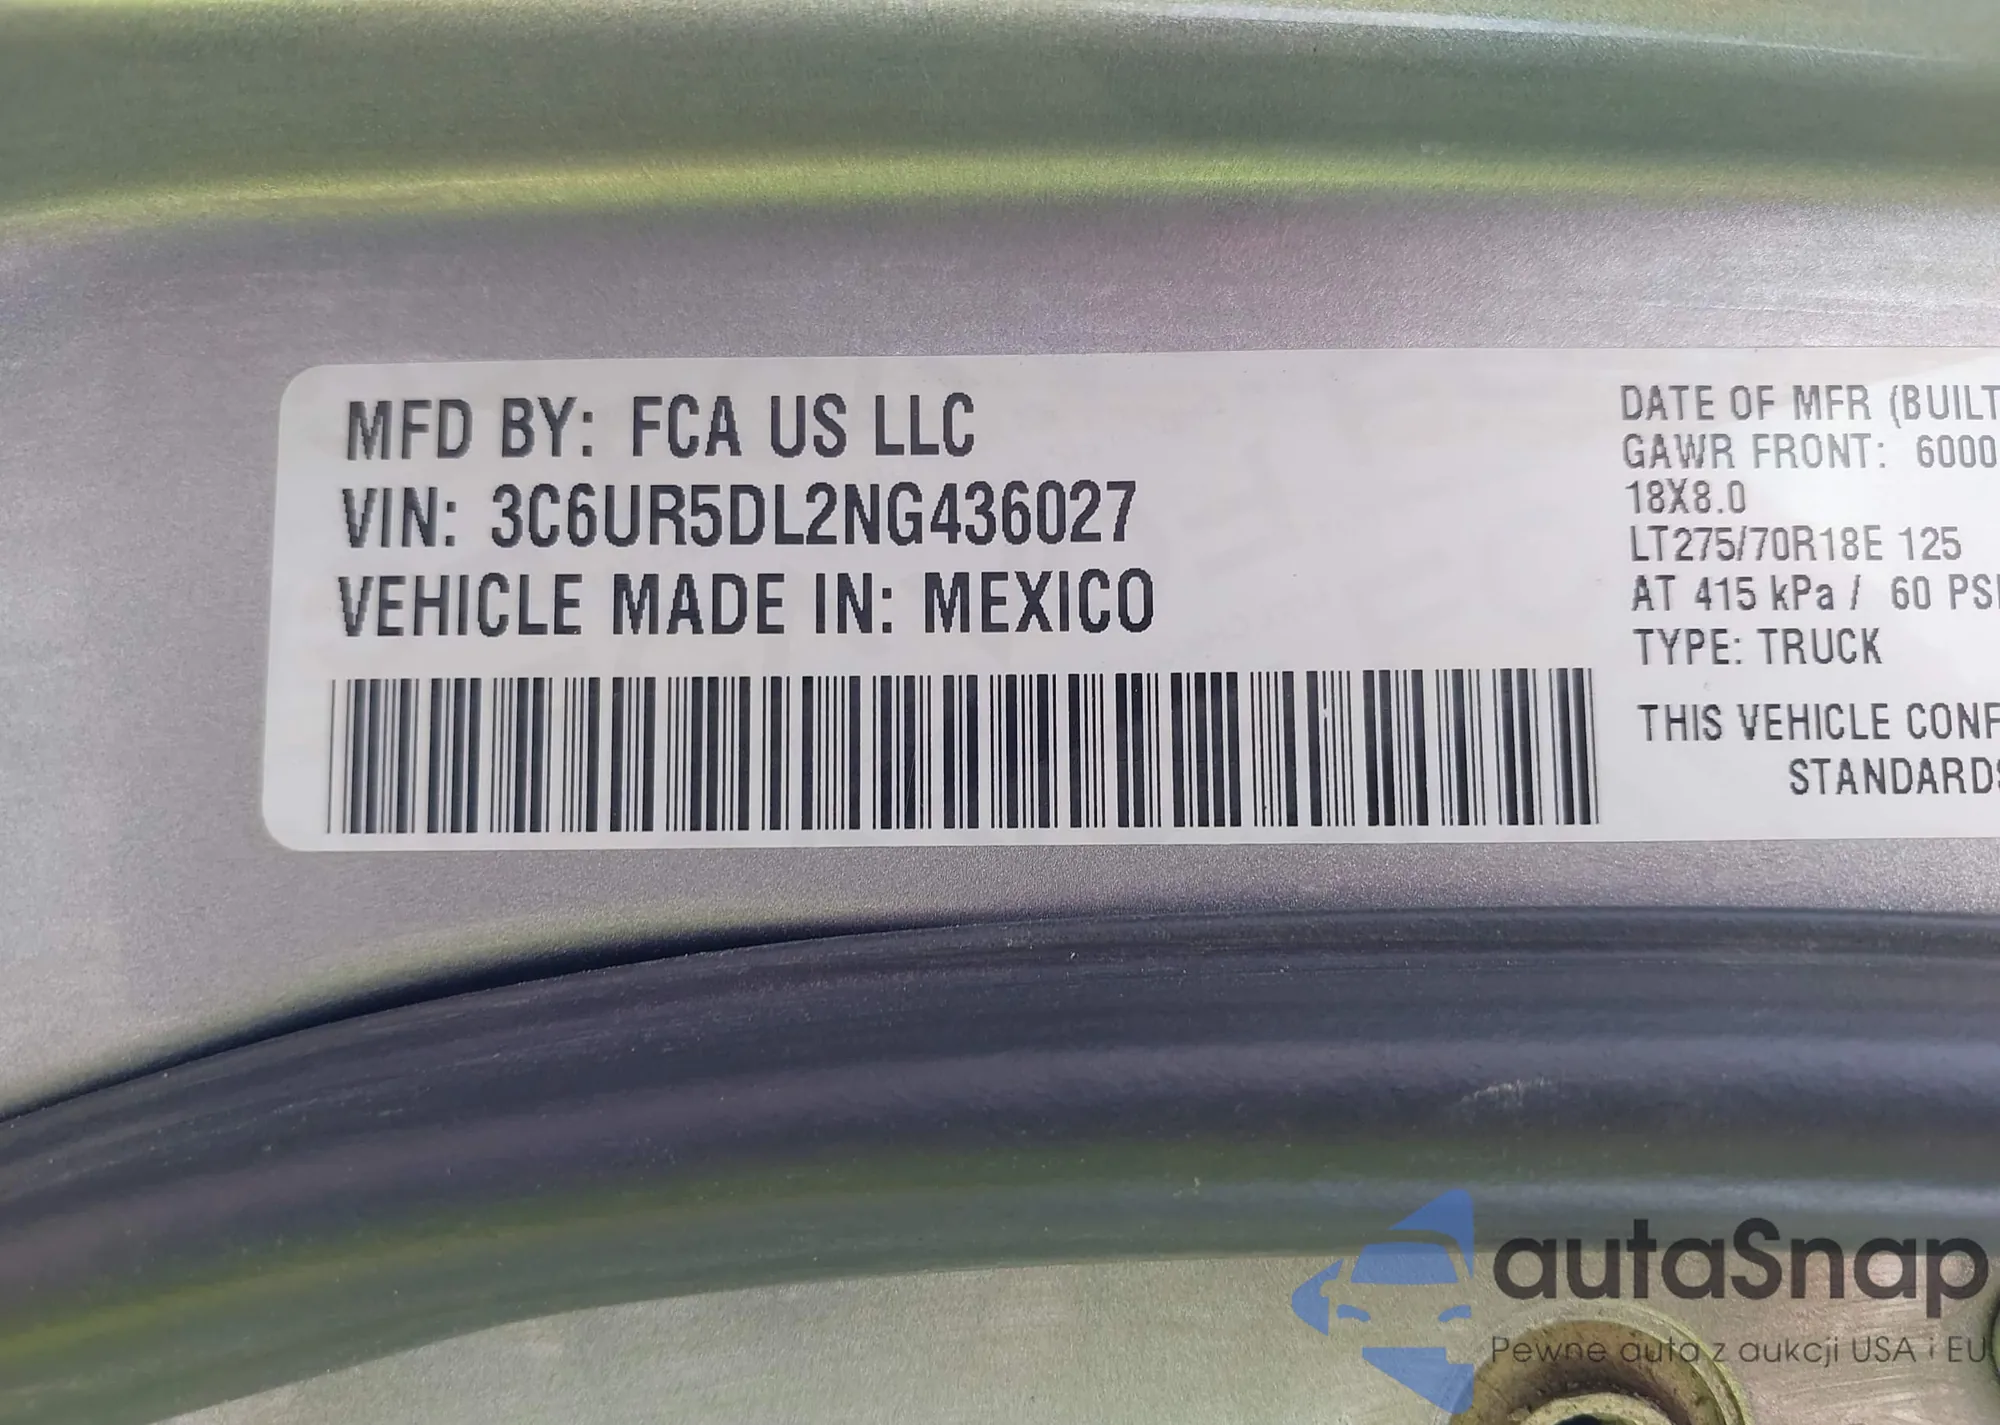 MFD BY: FCA US LLC
VIN: 3C6UR5DL2NG436027
VEHICLE MADE IN: MEXICO
DATE OF MFR (BUILT
GAWR FRONT: 6000
18X8.0
LT275/70R18E 125
AT 415 kPa / 60 PSI
TYPE: TRUCK
THIS VEHICLE CONF
STANDARDS
autaSnap
Pewne auta z aukcji USA i EU